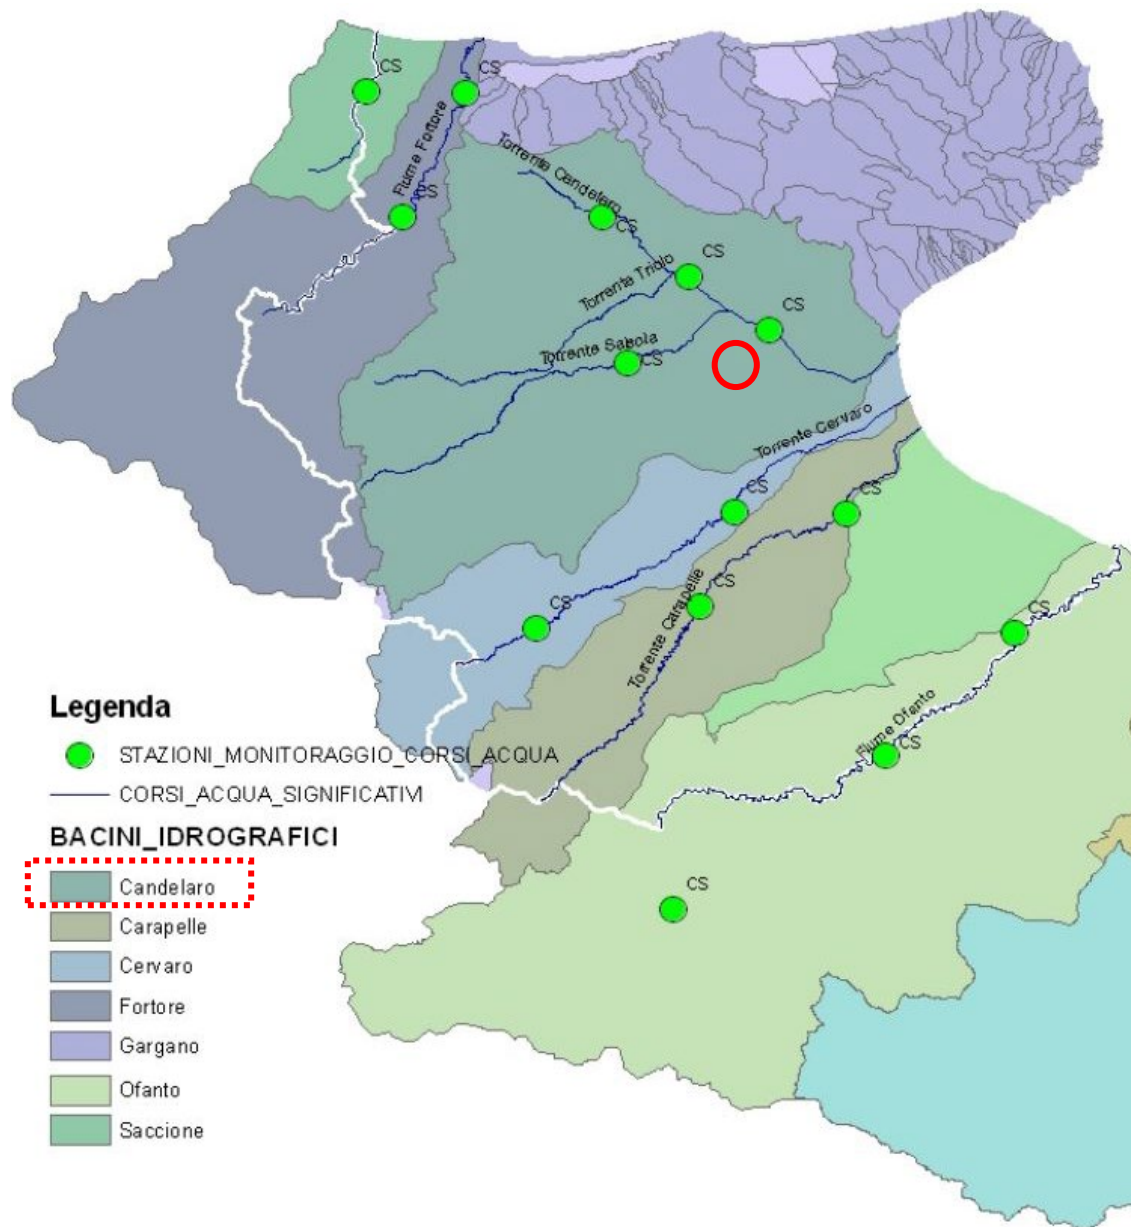 CS
CS
Fiume Fortore
CS
Torrente Candelaro
CS
CS
Torrente Triolo
CS
Torrente Salsola
CS
Torrente Cervaro
CS
CS
CS
CS
Torrente Carapelle
CS
Fiume Ofanto
CS
CS
Legenda
STAZIONI_MONITORAGGIO_CORSI_ACQUA
CORSI_ACQUA_SIGNIFICATIVI
BACINI_IDROGRAFICI
Candelaro
Carapelle
Cervaro
Fortore
Gargano
Ofanto
Saccione